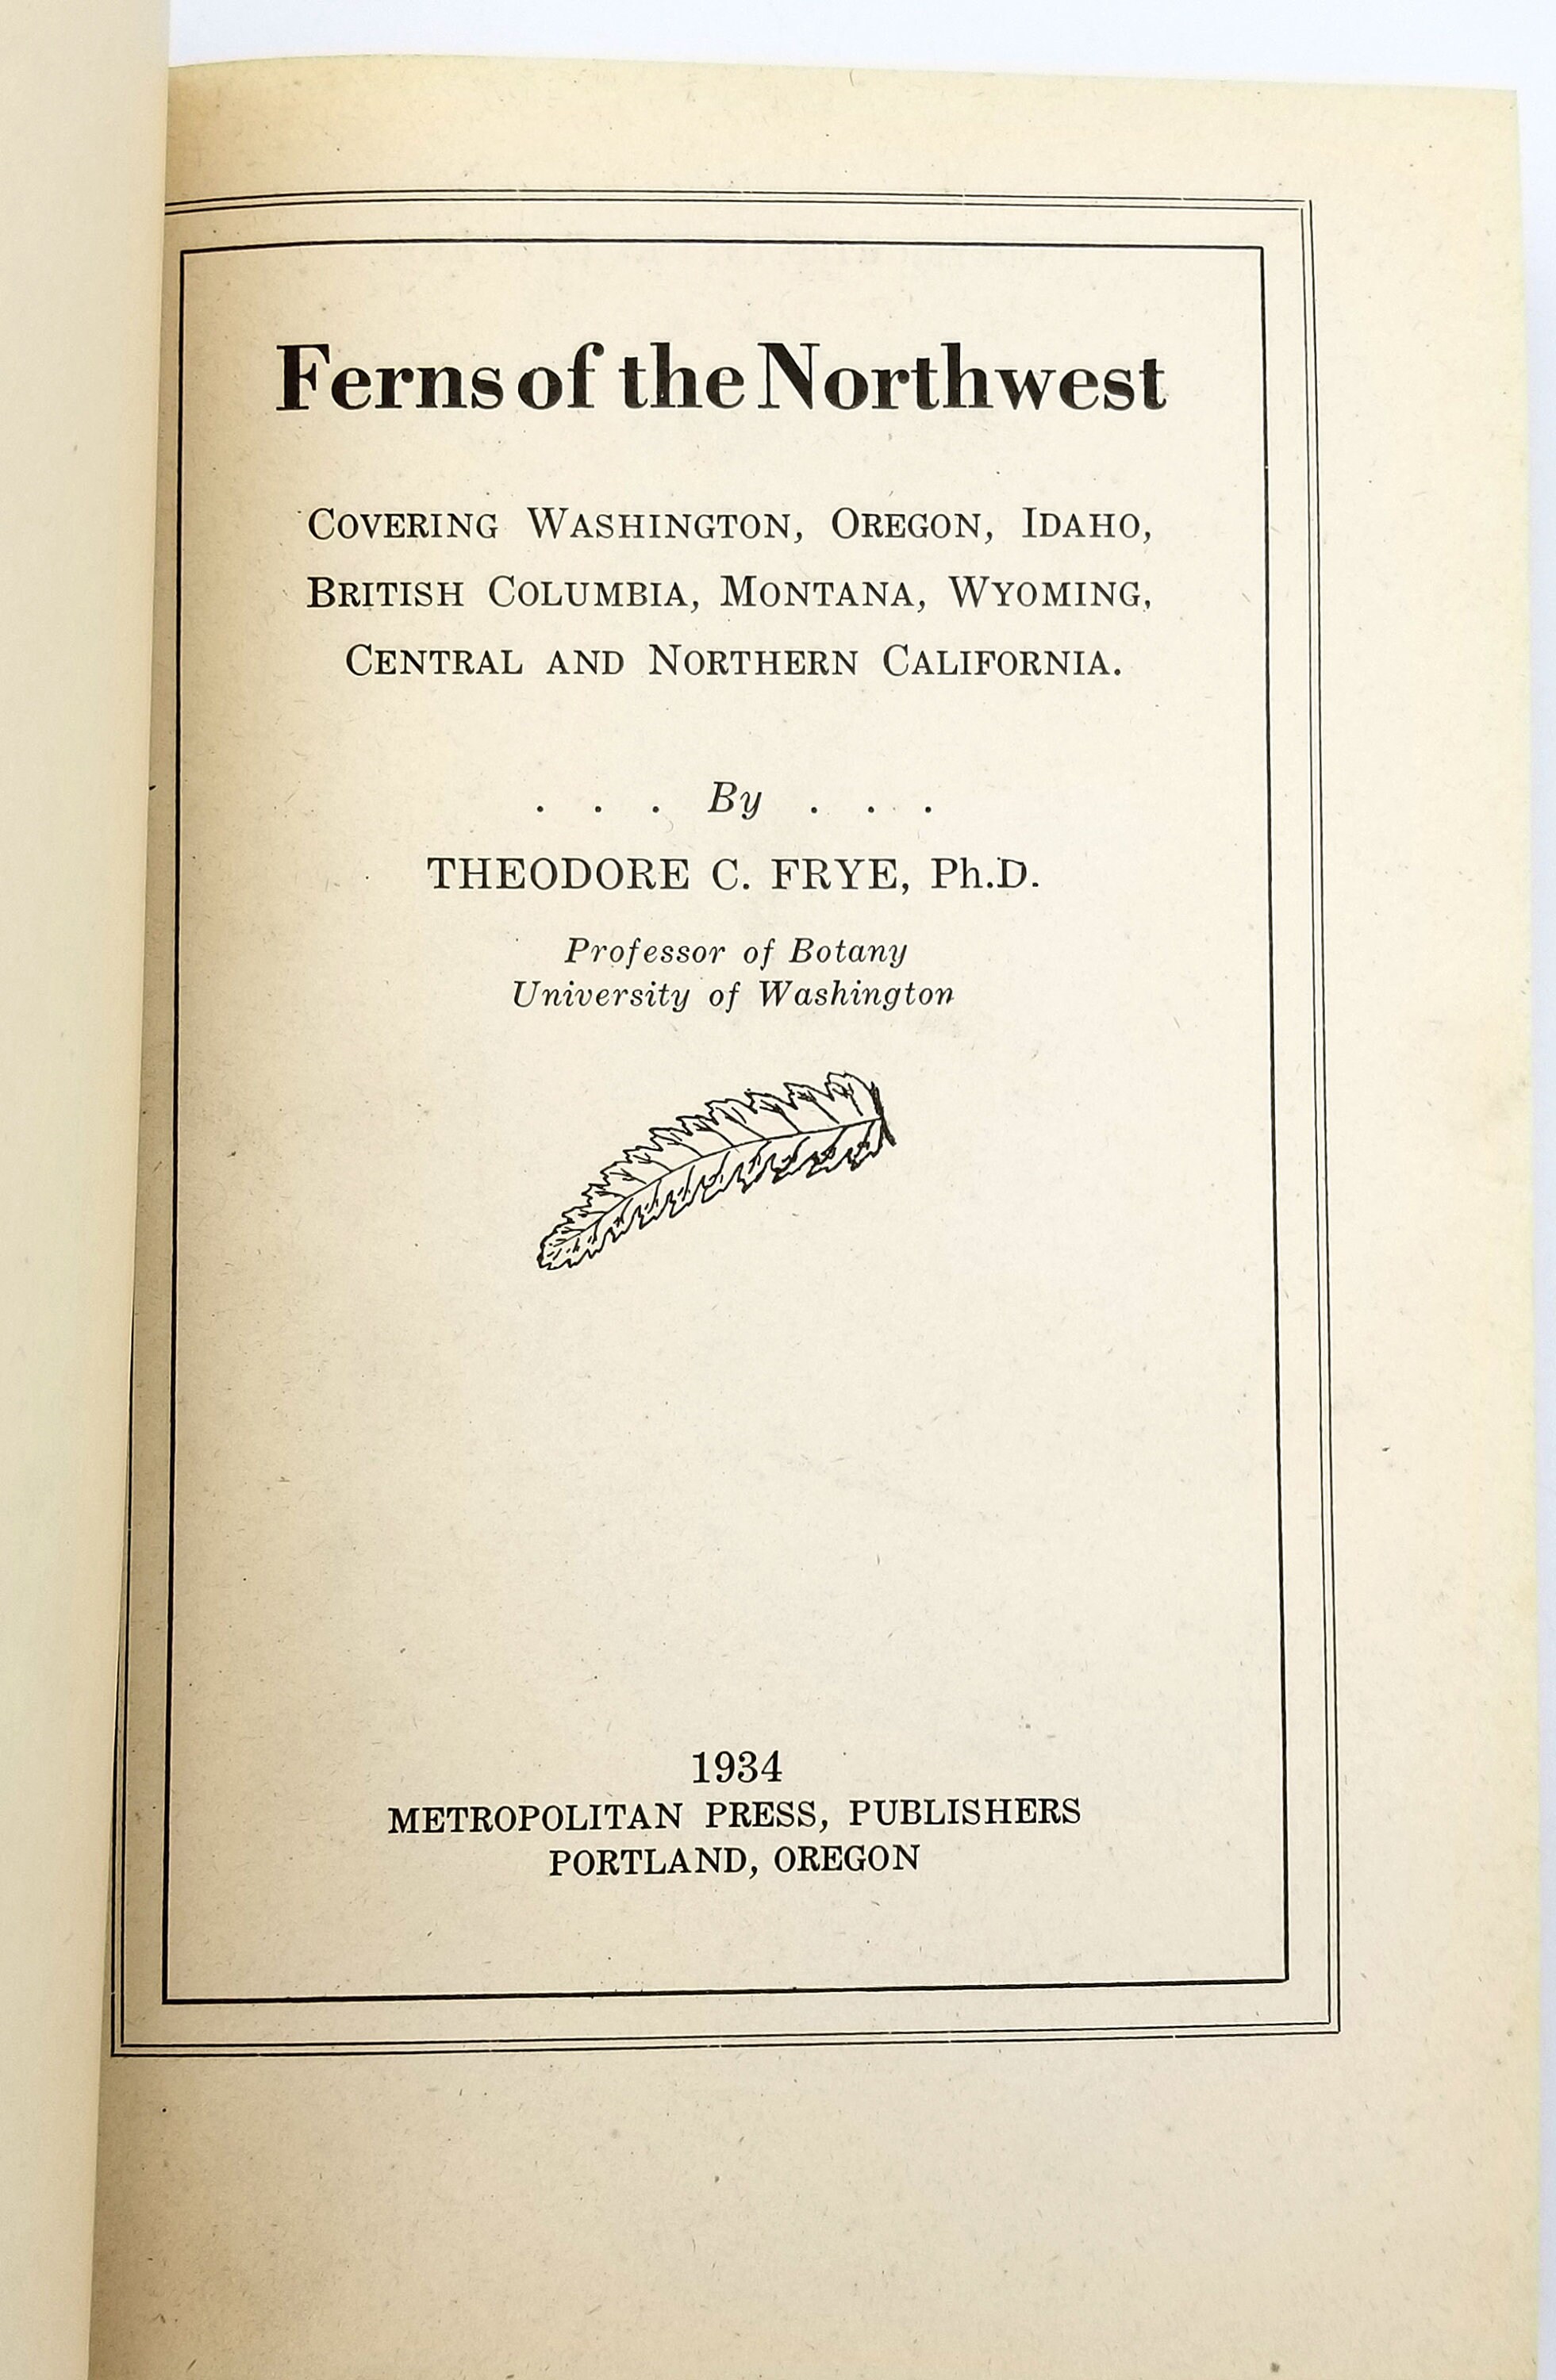 Ferns of the Northwest
COVERING WASHINGTON, OREGON, IDAHO,
BRITISH COLUMBIA, MONTANA, WYOMING,
CENTRAL AND NORTHERN CALIFORNIA.
. . . By . . .
THEODORE C. FRYE, Ph.D.
Professor of Botany
University of Washington
1934
METROPOLITAN PRESS, PUBLISHERS
PORTLAND, OREGON